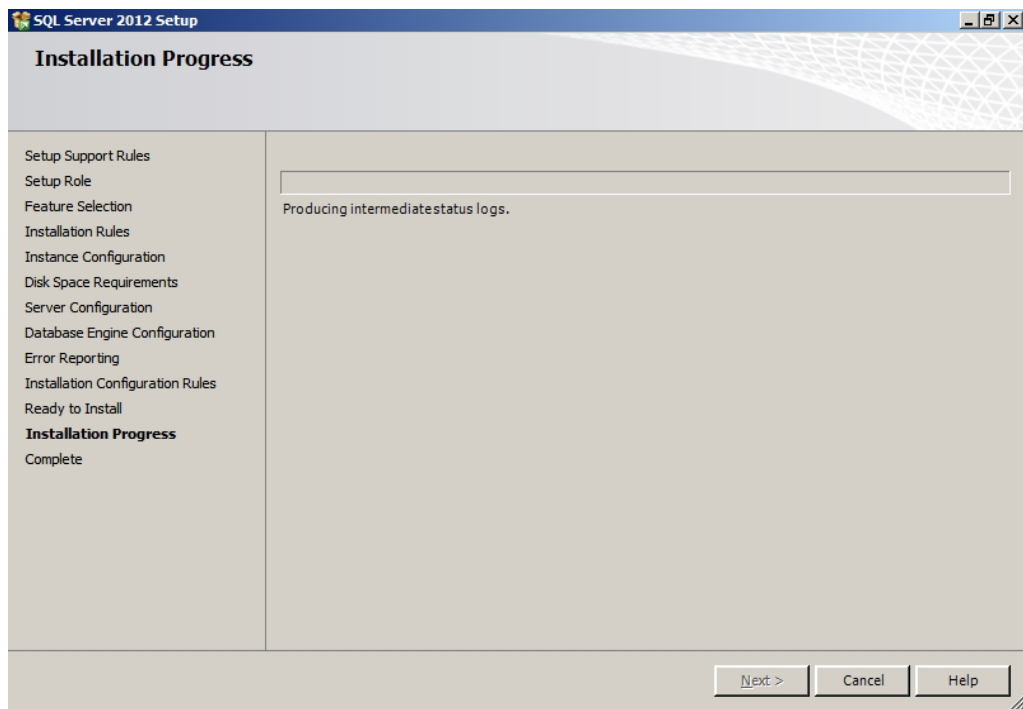 SQL Server 2012 Setup
Installation Progress
Setup Support Rules
Setup Role
Feature Selection
Installation Rules
Instance Configuration
Disk Space Requirements
Server Configuration
Database Engine Configuration
Error Reporting
Installation Configuration Rules
Ready to Install
Installation Progress
Complete
Producing intermediate status logs.
Next >
Cancel
Help